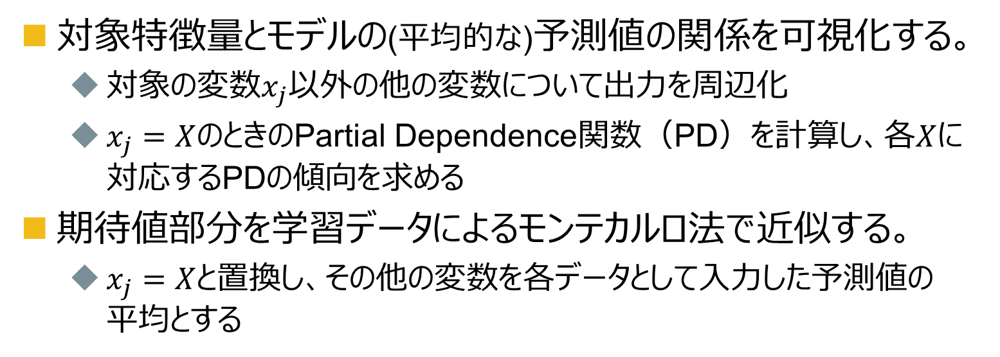 ■ 対象特徴量とモデルの(平均的な)予測値の関係を可視化する。
◆ 対象の変数𝑥𝑗以外の他の変数について出力を周辺化
◆ 𝑥𝑗 = 𝑋のときのPartial Dependence関数（PD）を計算し、各𝑋に
対応するPDの傾向を求める
■ 期待値部分を学習データによるモンテカルロ法で近似する。
◆ 𝑥𝑗 = 𝑋と置換し、その他の変数を各データとして入力した予測値の
平均とする